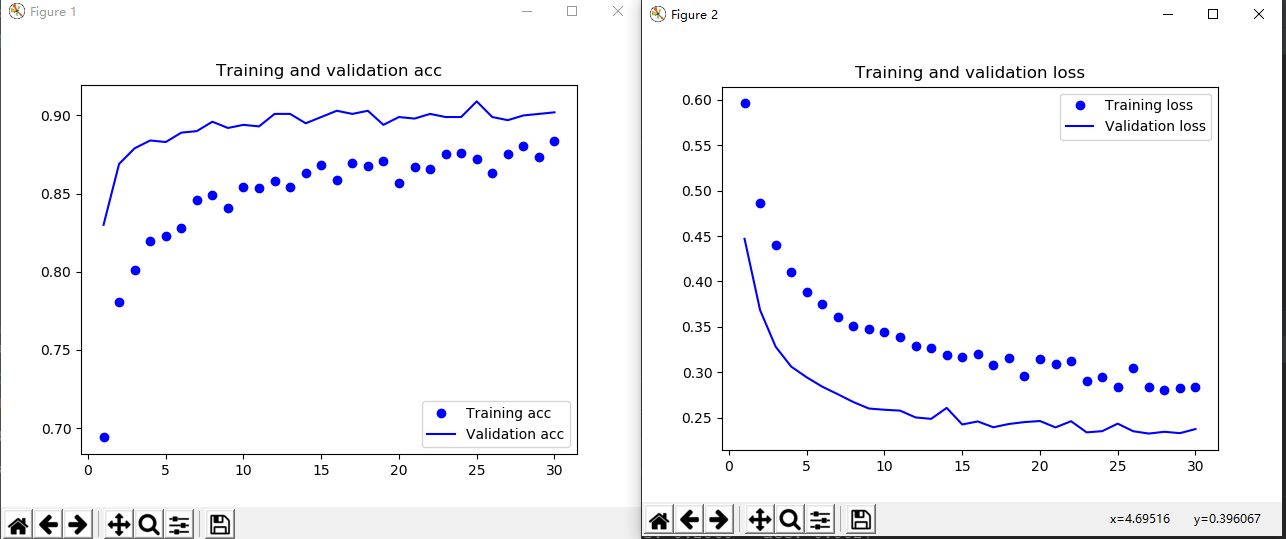 Figure 1
Training and validation acc
0.90
0.85
0.80
0.75
0.70
Training acc
Validation acc
0 5 10 15 20 25 30
Figure 2
Training and validation loss
0.60
0.55
0.50
0.45
0.40
0.35
0.30
0.25
Training loss
Validation loss
0 5 10 15 20 25 30
x=4.69516 y=0.396067